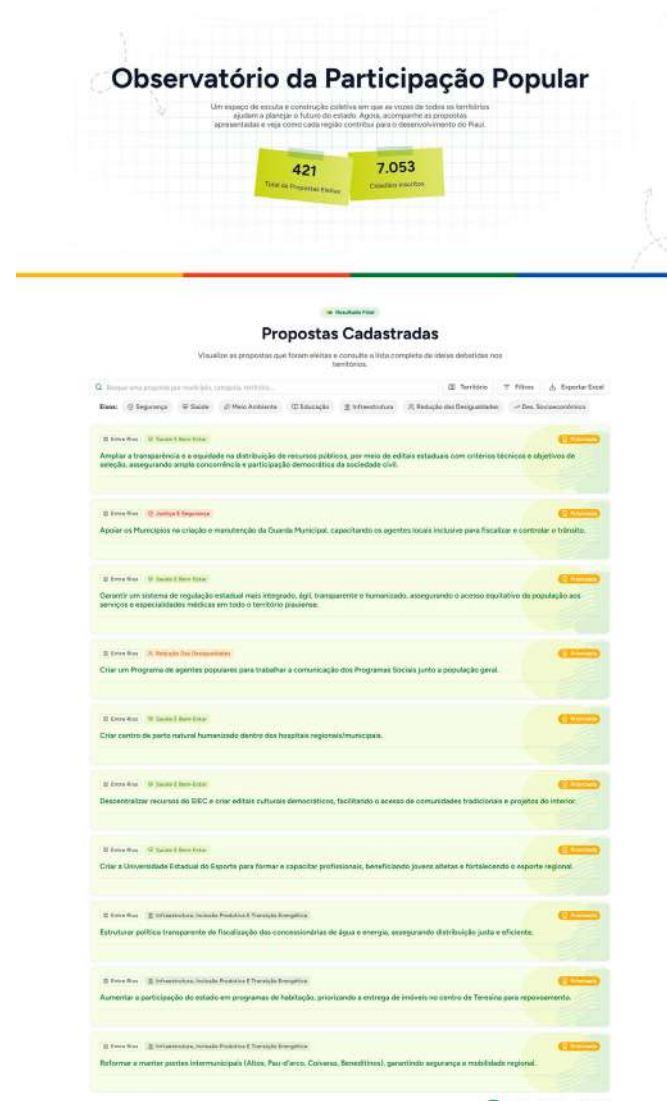 Observatório da Participação Popular
Um espaço de escuta e construção coletiva em que as vozes de todos os territórios
ajudam a planejar o futuro do estado. Agora, acompanhe as propostas
apresentadas e veja como cada região contribui para o desenvolvimento do Piauí.
421
Total de Propostas Eleitas
7.053
Cidadãos inscritos
Resultado Final
Propostas Cadastradas
Visualize as propostas que foram eleitas e consulte a lista completa de ideias debatidas nos
territórios.
Busque uma proposta por município, categoria, território...
Território
Filtros
Exportar Excel
Eixos: Segurança Saúde Meio Ambiente Educação Infraestrutura Redução das Desigualdades Des. Socioeconômico
Entre Rios Saúde E Bem-Estar Priorizada
Ampliar a transparência e a equidade na distribuição de recursos públicos, por meio de editais estaduais com critérios técnicos e objetivos de
seleção, assegurando ampla concorrência e participação democrática da sociedade civil.
Entre Rios Justiça E Segurança Priorizada
Apoiar os Municípios na criação e manutenção da Guarda Municipal, capacitando os agentes locais inclusive para fiscalizar e controlar o trânsito.
Entre Rios Saúde E Bem-Estar Priorizada
Garantir um sistema de regulação estadual mais integrado, ágil, transparente e humanizado, assegurando o acesso equitativo da população aos
serviços e especialidades médicas em todo o território piauiense.
Entre Rios Redução Das Desigualdades Priorizada
Criar um Programa de agentes populares para trabalhar a comunicação dos Programas Sociais junto a população geral.
Entre Rios Saúde E Bem-Estar Priorizada
Criar centro de parto natural humanizado dentro dos hospitais regionais/municipais.
Entre Rios Saúde E Bem-Estar Priorizada
Descentralizar recursos do SIEC e criar editais culturais democráticos, facilitando o acesso de comunidades tradicionais e projetos do interior.
Entre Rios Saúde E Bem-Estar Priorizada
Criar a Universidade Estadual do Esporte para formar e capacitar profissionais, beneficiando jovens atletas e fortalecendo o esporte regional.
Entre Rios Infraestrutura, Inclusão Produtiva E Transição Energética Priorizada
Estruturar política transparente de fiscalização das concessionárias de água e energia, assegurando distribuição justa e eficiente.
Entre Rios Infraestrutura, Inclusão Produtiva E Transição Energética Priorizada
Aumentar a participação do estado em programas de habitação, priorizando a entrega de imóveis no centro de Teresina para repovoamento.
Entre Rios Infraestrutura, Inclusão Produtiva E Transição Energética Priorizada
Reformar e manter pontes intermunicipais (Altos, Pau-d'arco, Coivaras, Beneditinos), garantindo segurança e mobilidade regional.